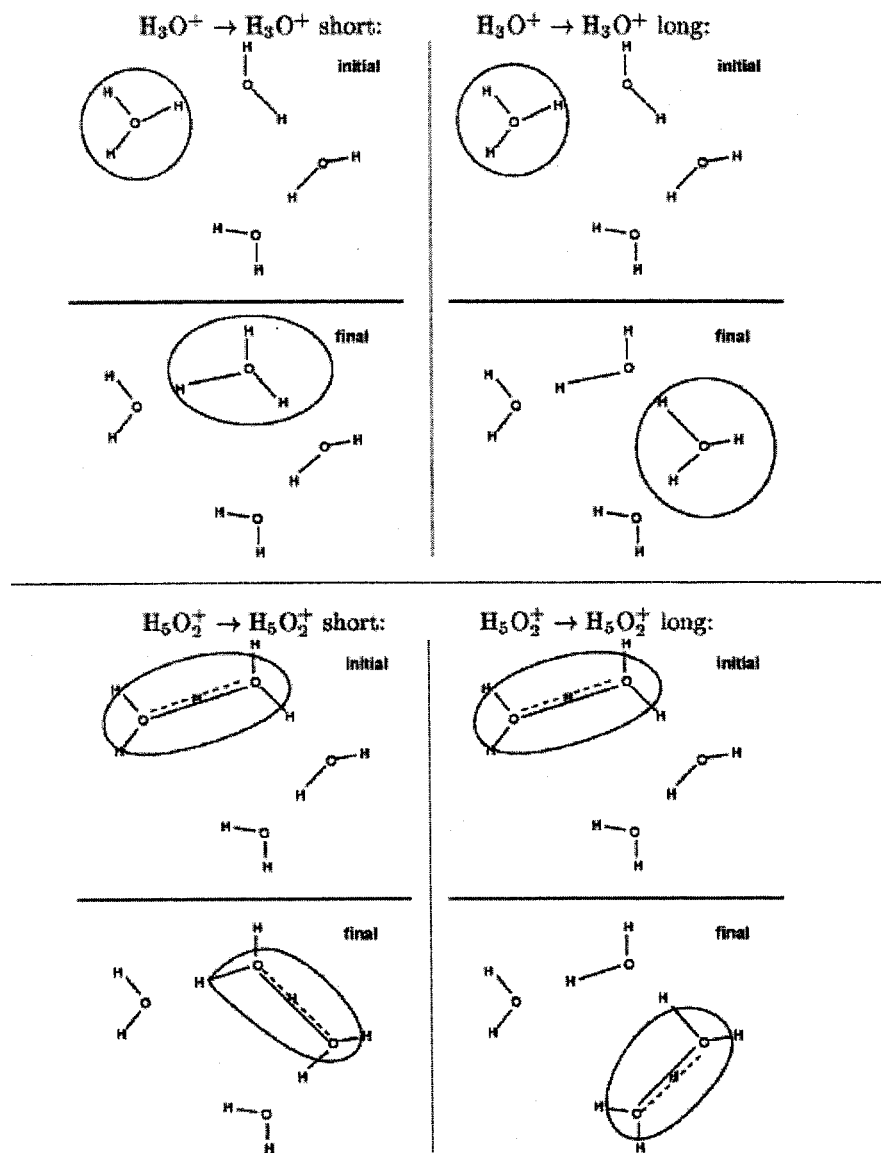 H₃O⁺ → H₃O⁺ short:
H initial
O
H H
O H
H
O H
H
H O
H
H final
O
H
H
O H
H
O H
H
H O
H
H₃O⁺ → H₃O⁺ long:
H initial
O
H H
O H
H
O H
H
H O
H
H final
O
H
H
O H
H
O H
H
H O
H
H₅O₂⁺ → H₅O₂⁺ short:
H initial
H O
H
O H
H
O H
H
H O
H
H final
O
H H
O H
H
O H
H
H O
H
H₅O₂⁺ → H₅O₂⁺ long:
H initial
H O
H
O H
H
O H
H
H O
H
H final
O
H H
O H
H
O H
H
H O
H